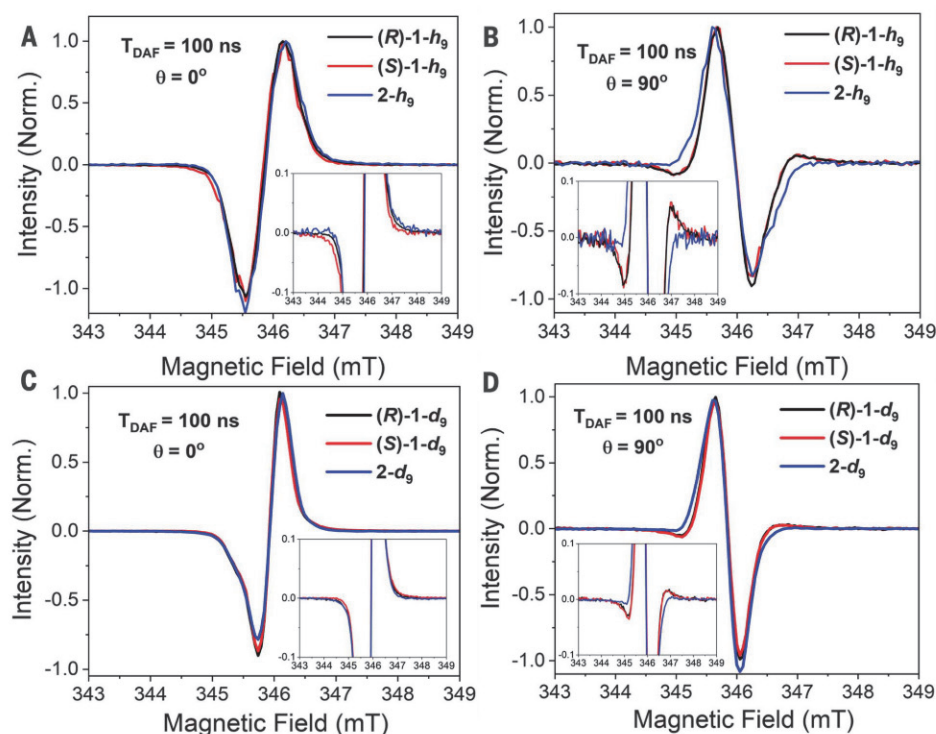 A
T_DAF = 100 ns
θ = 0°
(R)-1-h₉
(S)-1-h₉
2-h₉
Intensity (Norm.)
1.0
0.5
0.0
-0.5
-1.0
0.1
0.0
-0.1
343 344 345 346 347 348 349
343 344 345 346 347 348 349
Magnetic Field (mT)
B
T_DAF = 100 ns
θ = 90°
(R)-1-h₉
(S)-1-h₉
2-h₉
Intensity (Norm.)
1.0
0.5
0.0
-0.5
-1.0
0.1
0.0
-0.1
343 344 345 346 347 348 349
343 344 345 346 347 348 349
Magnetic Field (mT)
C
T_DAF = 100 ns
θ = 0°
(R)-1-d₉
(S)-1-d₉
2-d₉
Intensity (Norm.)
1.0
0.5
0.0
-0.5
-1.0
0.1
0.0
-0.1
343 344 345 346 347 348 349
343 344 345 346 347 348 349
Magnetic Field (mT)
D
T_DAF = 100 ns
θ = 90°
(R)-1-d₉
(S)-1-d₉
2-d₉
Intensity (Norm.)
1.0
0.5
0.0
-0.5
-1.0
0.1
0.0
-0.1
343 344 345 346 347 348 349
343 344 345 346 347 348 349
Magnetic Field (mT)